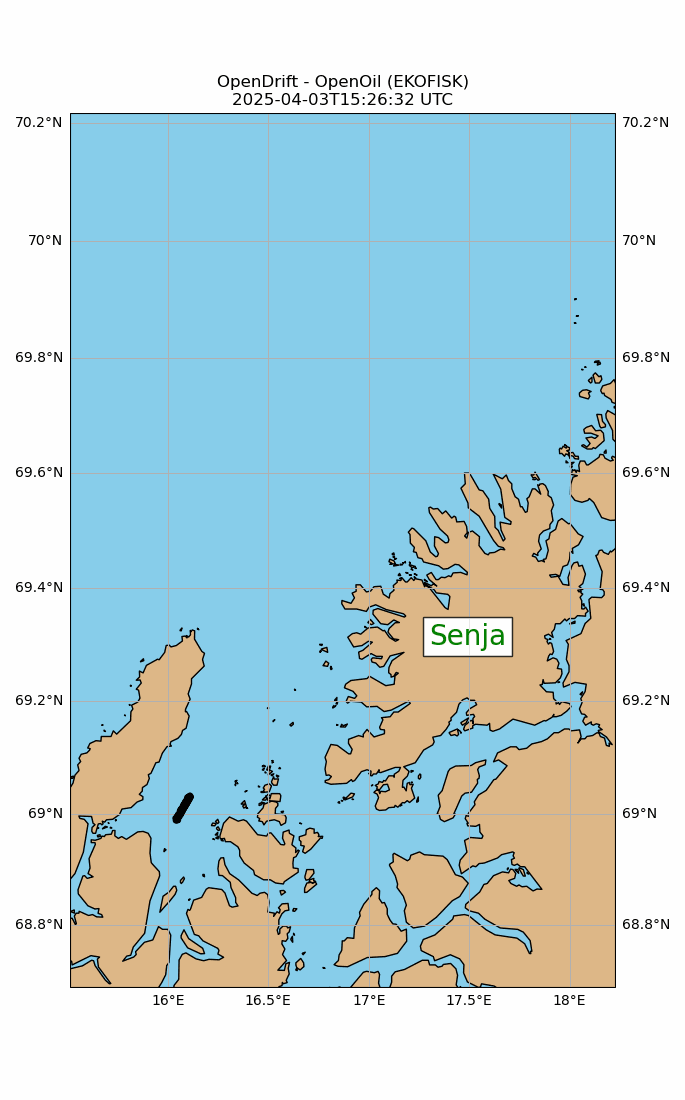 OpenDrift - OpenOil (EKOFISK)
2025-04-03T15:26:32 UTC
70.2°N 70.2°N
70°N 70°N
69.8°N 69.8°N
69.6°N 69.6°N
69.4°N 69.4°N
Senja
69.2°N 69.2°N
69°N 69°N
68.8°N 68.8°N
16°E 16.5°E 17°E 17.5°E 18°E